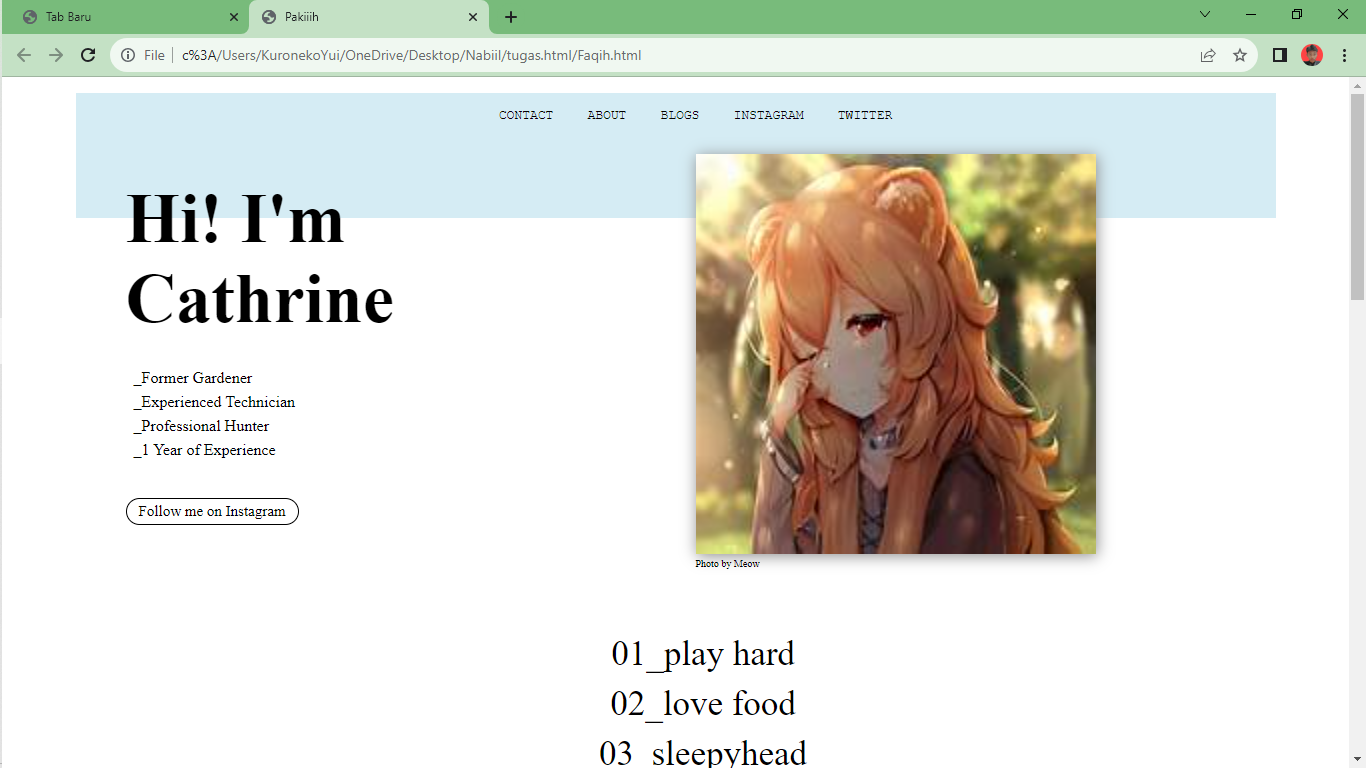 Tab Baru
Pakiiih
File
c%3A/Users/KuronekoYui/OneDrive/Desktop/Nabiil/tugas.html/Faqih.html
CONTACT ABOUT BLOGS INSTAGRAM TWITTER
Hi! I'm
Cathrine
_Former Gardener
_Experienced Technician
_Professional Hunter
_1 Year of Experience
Follow me on Instagram
Photo by Meow
01_play hard
02_love food
03_sleepyhead